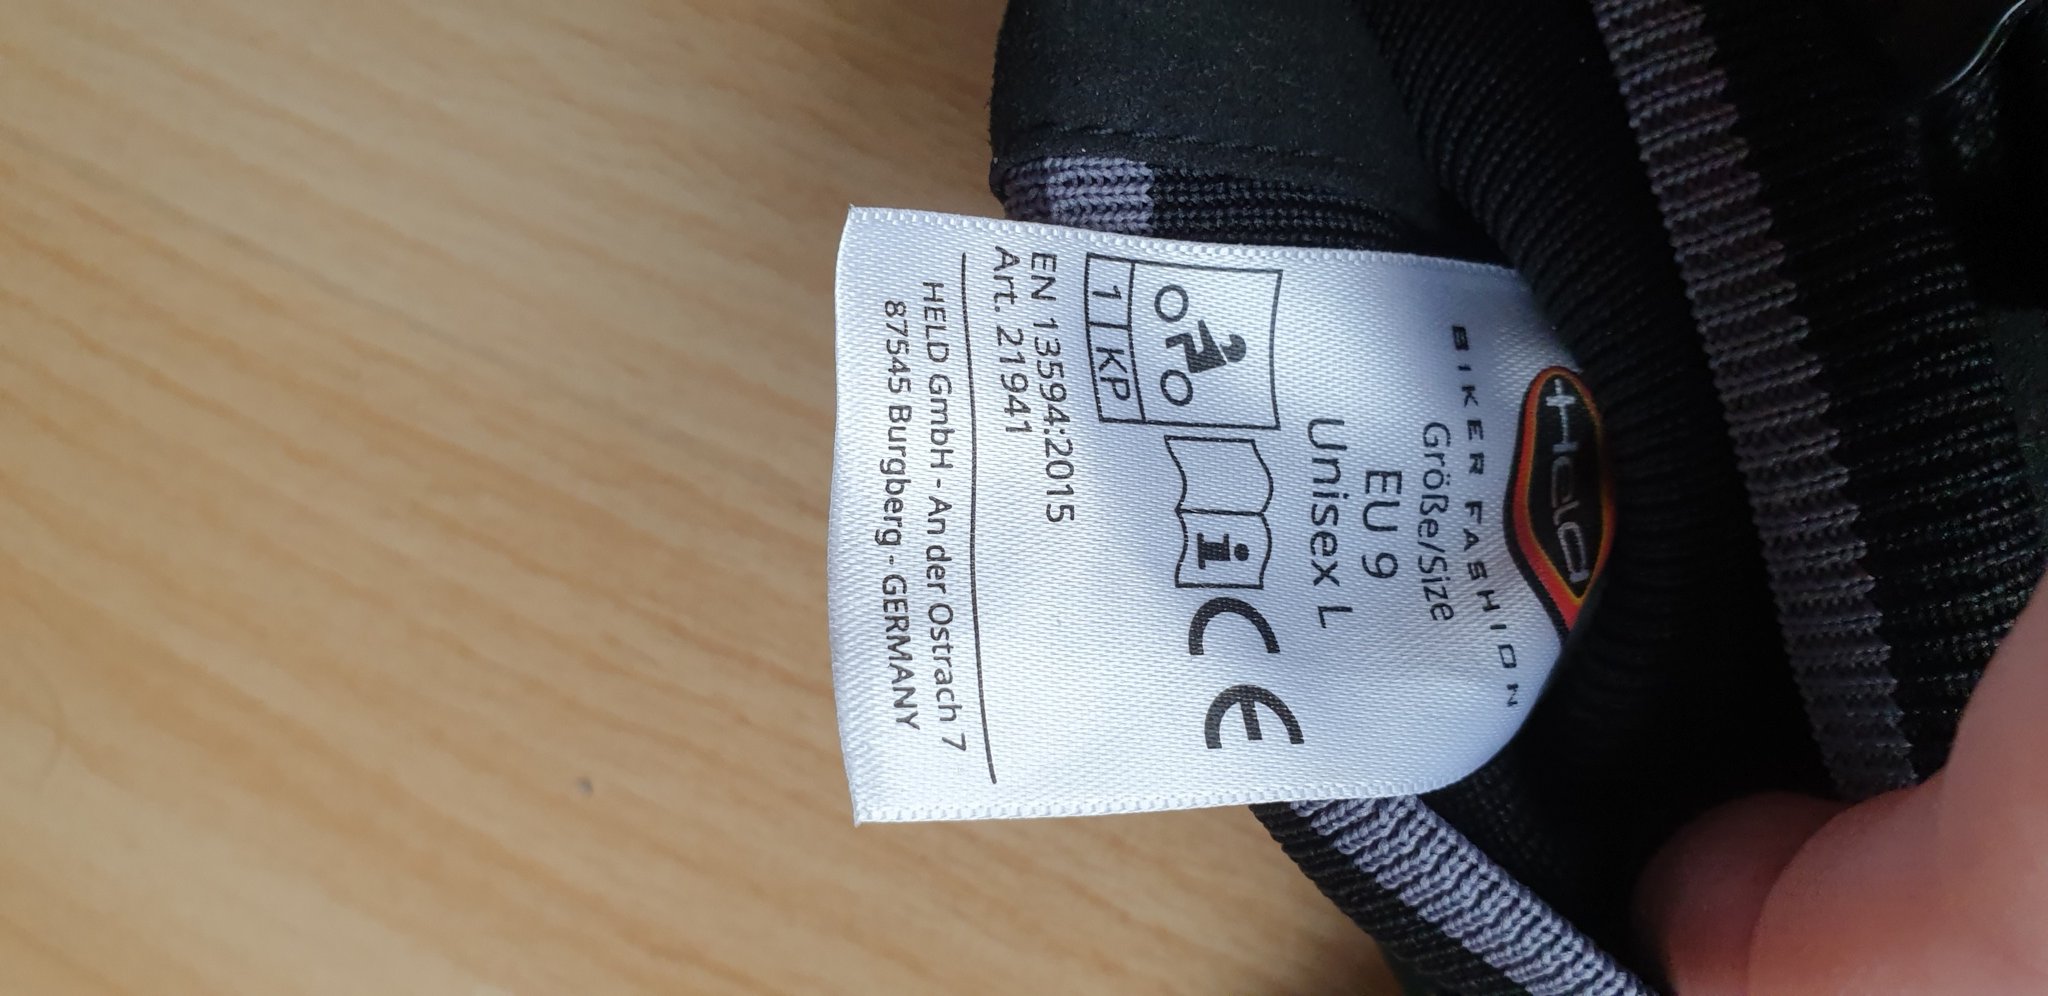 Held
BIKER FASHION
Größe/Size
EU 9
Unisex L
i CE
1 KP
EN 13594:2015
Art. 21941
HELD GmbH - An der Ostrach 7
87545 Burgberg - GERMANY